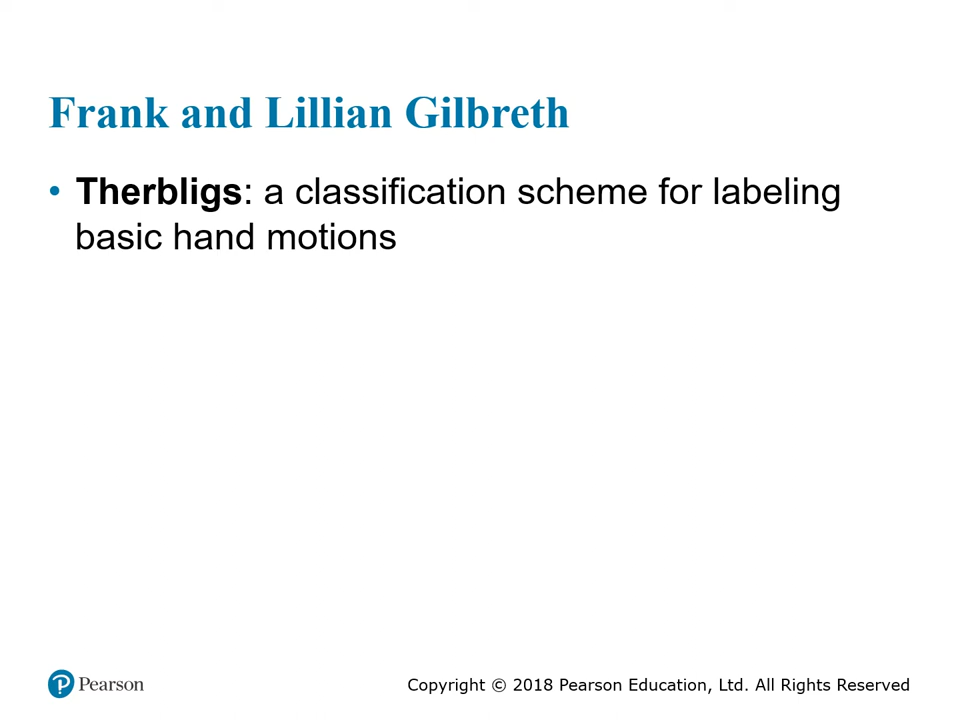 Frank and Lillian Gilbreth
• Therbligs: a classification scheme for labeling
basic hand motions
Pearson
Copyright © 2018 Pearson Education, Ltd. All Rights Reserved